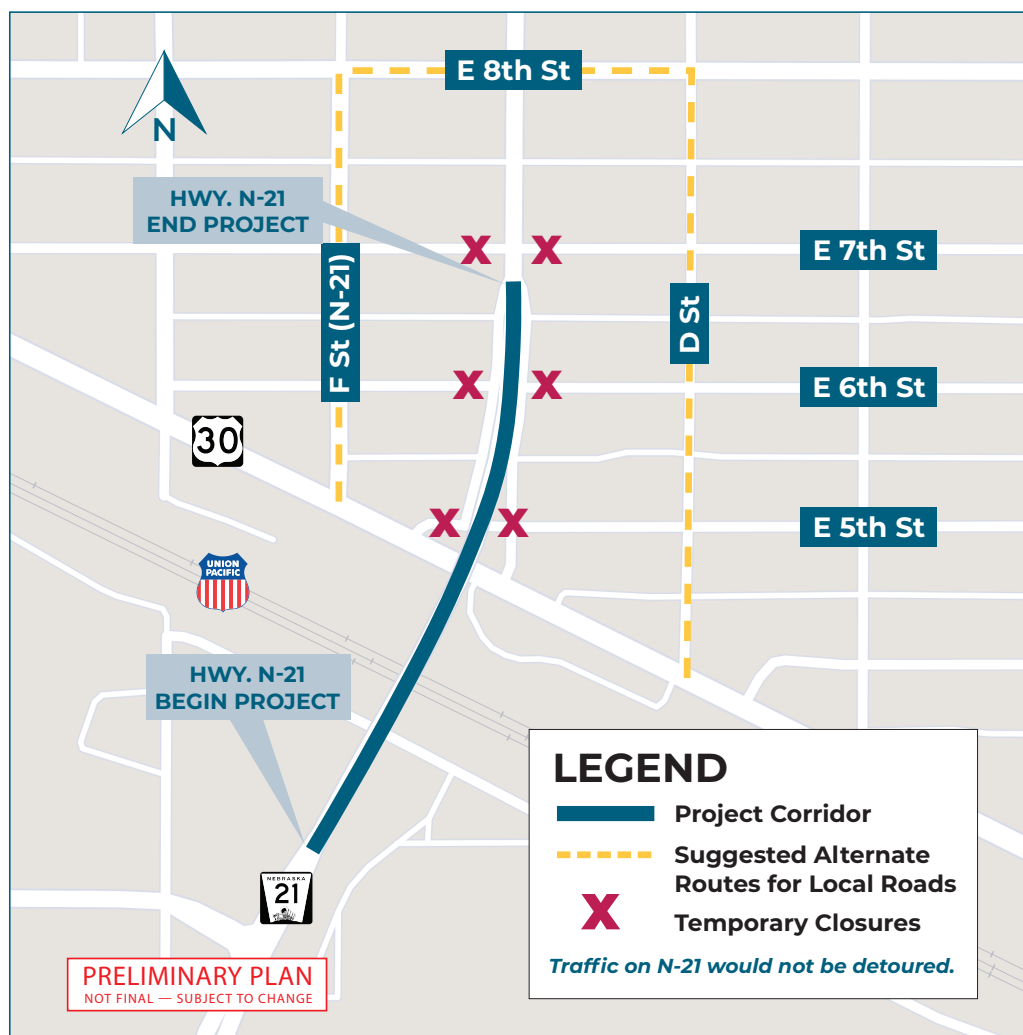 E 8th St
N
HWY. N-21
END PROJECT
X
X
E 7th St
F St (N-21)
D St
X
X
E 6th St
30
X
X
E 5th St
UNION
PACIFIC
HWY. N-21
BEGIN PROJECT
NEBRASKA
21
LEGEND
Project Corridor
Suggested Alternate
Routes for Local Roads
X
Temporary Closures
Traffic on N-21 would not be detoured.
PRELIMINARY PLAN
NOT FINAL — SUBJECT TO CHANGE